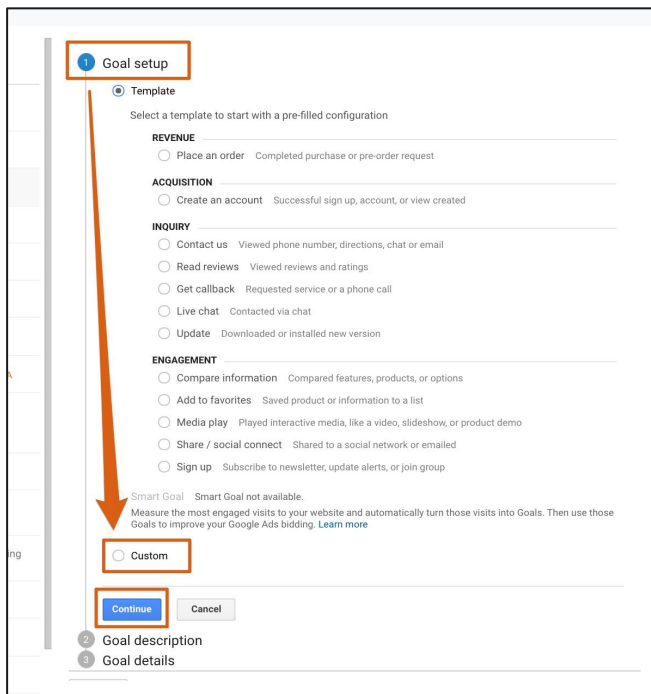 1 Goal setup
Template
Select a template to start with a pre-filled configuration
REVENUE
Place an order Completed purchase or pre-order request
ACQUISITION
Create an account Successful sign up, account, or view created
INQUIRY
Contact us Viewed phone number, directions, chat or email
Read reviews Viewed reviews and ratings
Get callback Requested service or a phone call
Live chat Contacted via chat
Update Downloaded or installed new version
ENGAGEMENT
Compare information Compared features, products, or options
Add to favorites Saved product or information to a list
Media play Played interactive media, like a video, slideshow, or product demo
Share / social connect Shared to a social network or emailed
Sign up Subscribe to newsletter, update alerts, or join group
A
Smart Goal Smart Goal not available.
Measure the most engaged visits to your website and automatically turn those visits into Goals. Then use those
Goals to improve your Google Ads bidding. Learn more
ing
Custom
Continue Cancel
2 Goal description
3 Goal details